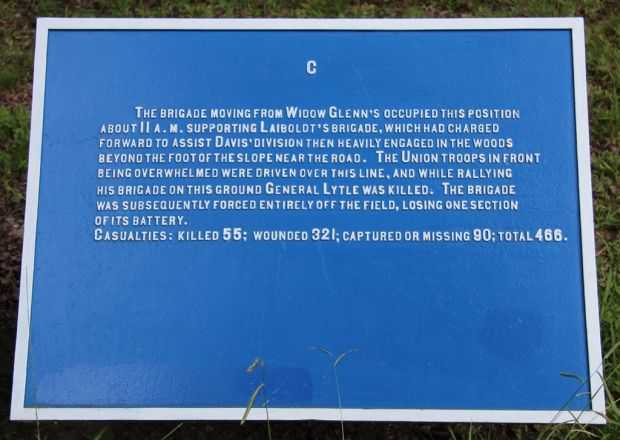 C
The brigade moving from Widow Glenn's occupied this position
about 11 a.m. supporting Laiboldt's brigade, which had charged
forward to assist Davis' division then heavily engaged in the woods
beyond the foot of the slope near the road. The Union troops in front
being overwhelmed were driven over this line, and while rallying
his brigade on this ground General Lytle was killed. The brigade
was subsequently forced entirely off the field, losing one section
of its battery.
Casualties: killed 55; wounded 321; captured or missing 90; total 466.